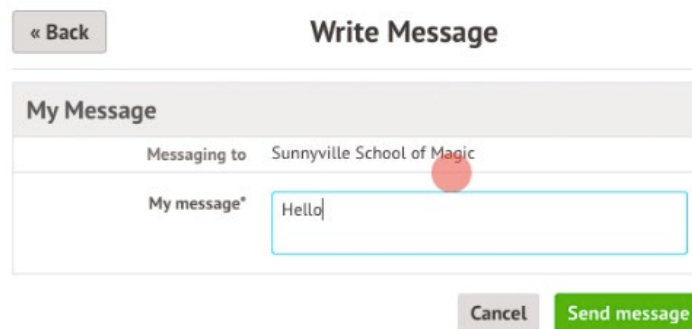 « Back
Write Message
My Message
Messaging to Sunnyville School of Magic
My message* Hello
Cancel Send message